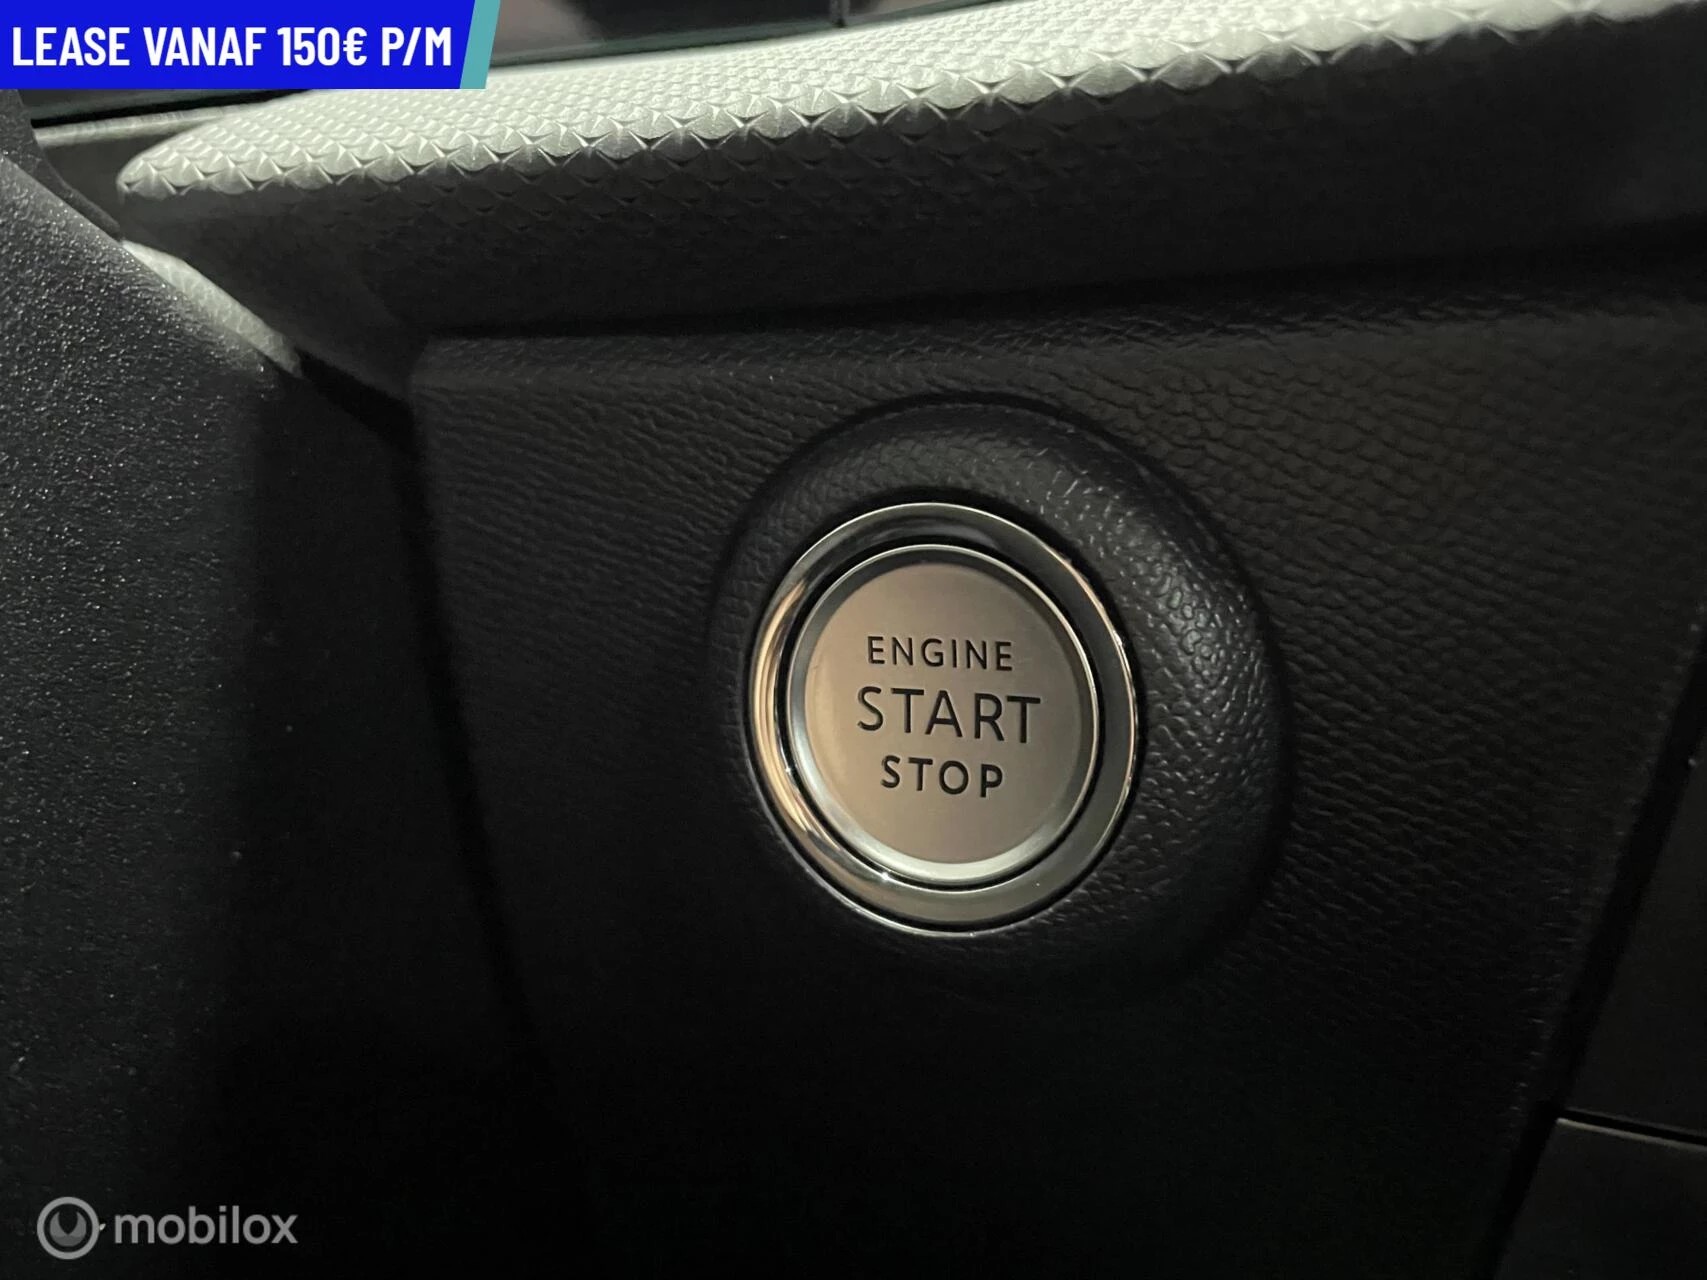 LEASE VANAF 150€ P/M
ENGINE
START
STOP
mobilox